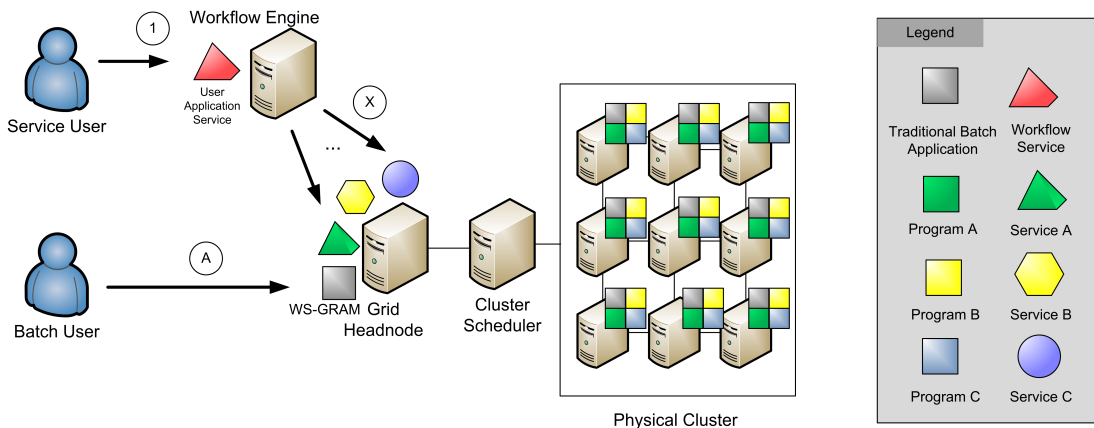 Workflow Engine
1
User
Application
Service
X
Service User
...
A
WS-GRAM
Batch User
Grid
Headnode
Cluster
Scheduler
Physical Cluster
Legend
Traditional Batch
Application
Workflow
Service
Program A
Service A
Program B
Service B
Program C
Service C